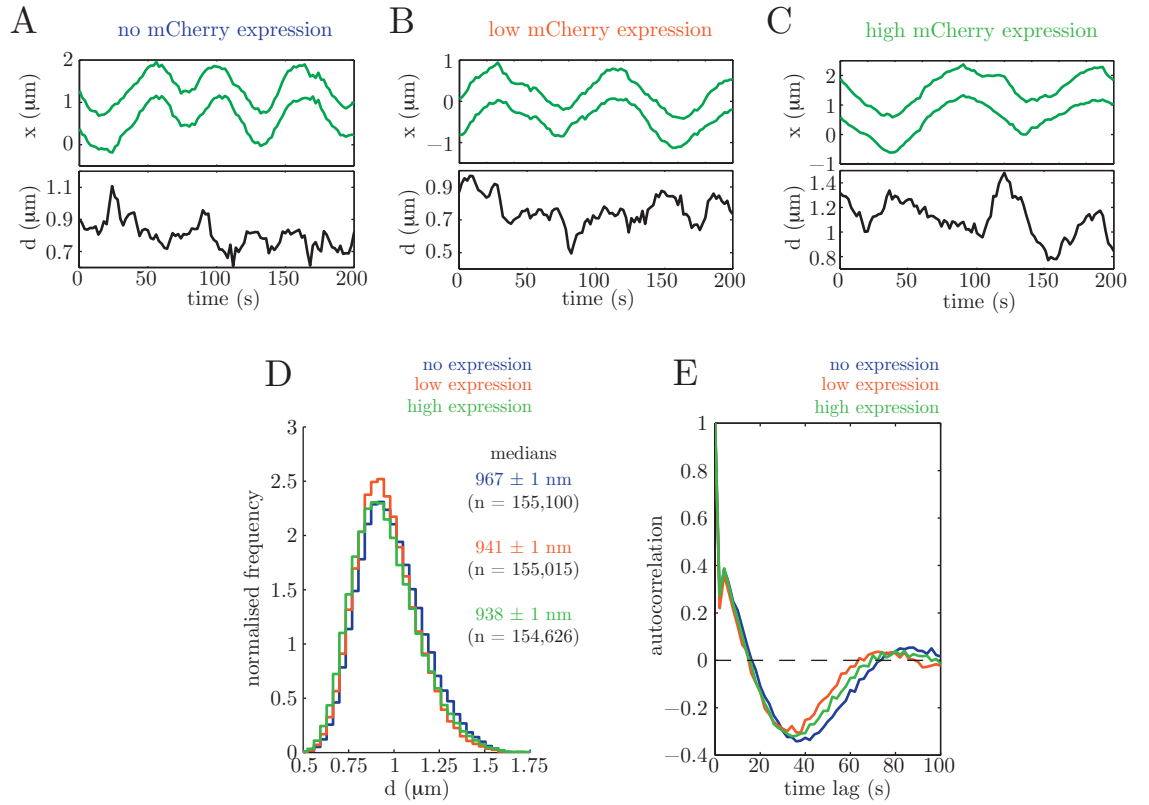 A
no mCherry expression
x (μm)
2
1
0
d (μm)
1.1
0.9
0.7
0 50 100 150 200
time (s)
B
low mCherry expression
x (μm)
1
0
−1
d (μm)
0.9
0.7
0.5
0 50 100 150 200
time (s)
C
high mCherry expression
x (μm)
2
1
0
−1
d (μm)
1.4
1.2
1
0.8
0 50 100 150 200
time (s)
D
no expression
low expression
high expression
normalised frequency
3
2.5
2
1.5
1
0.5
0
medians
967 ± 1 nm
(n = 155,100)
941 ± 1 nm
(n = 155,015)
938 ± 1 nm
(n = 154,626)
0.5 0.75 1 1.25 1.5 1.75
d (μm)
E
no expression
low expression
high expression
autocorrelation
1
0.8
0.6
0.4
0.2
0
−0.2
−0.4
0 20 40 60 80 100
time lag (s)